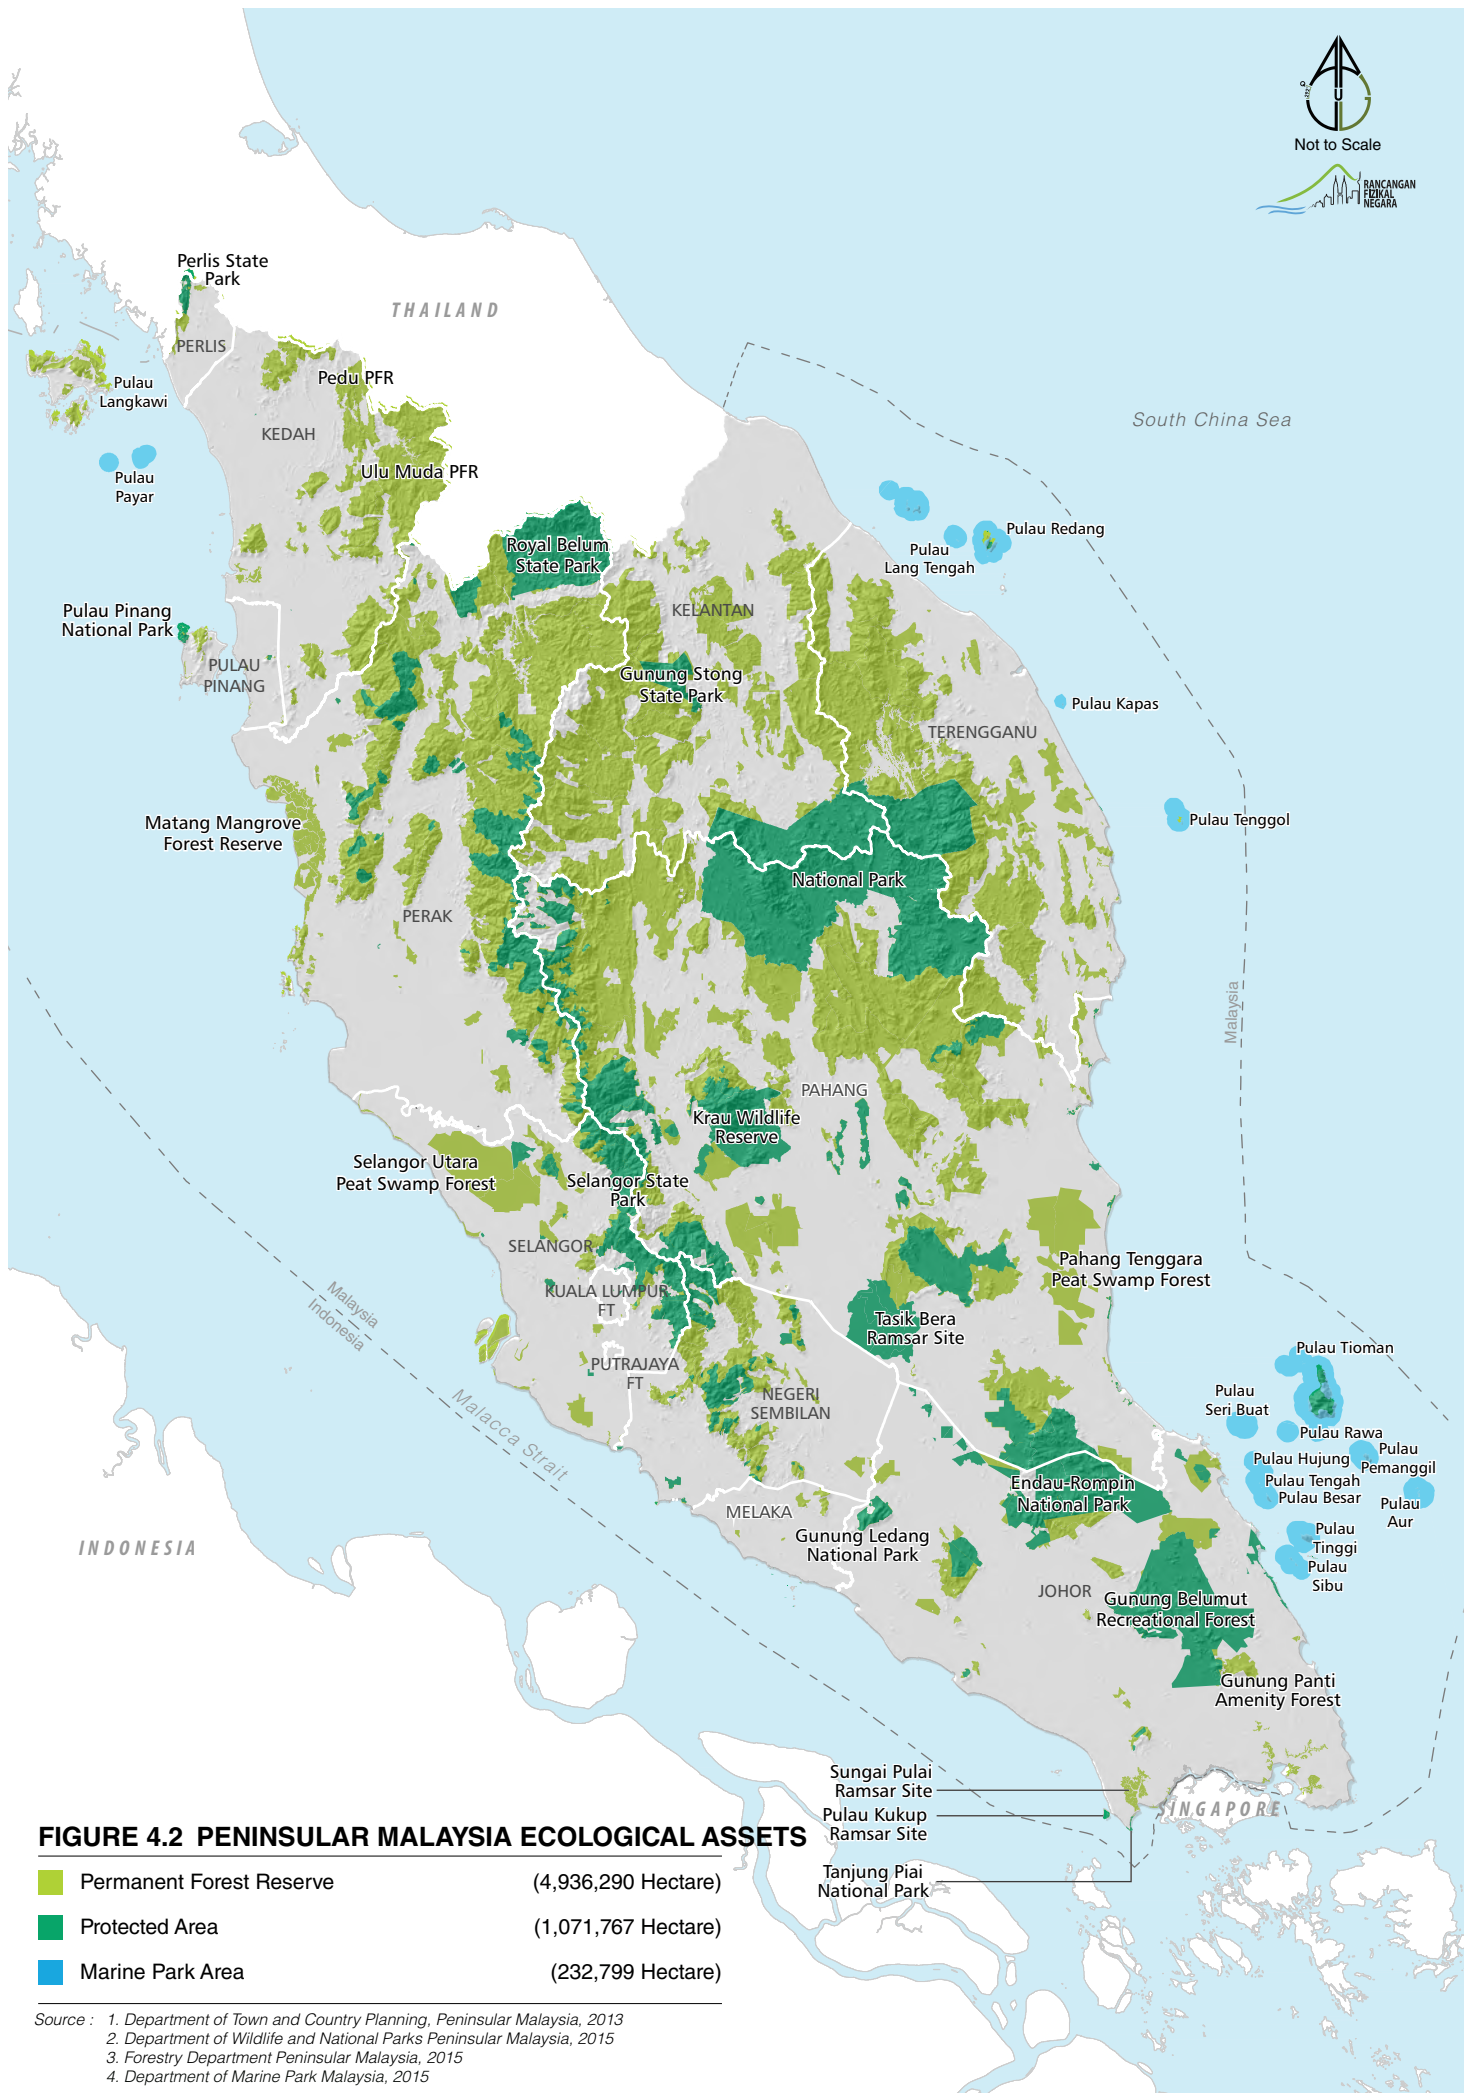 Not to Scale
RANCANGAN
FIZIKAL
NEGARA
Perlis State
Park
THAILAND
PERLIS
Pulau
Langkawi
Pedu PFR
KEDAH
South China Sea
Ulu Muda PFR
Pulau
Payar
Pulau Redang
Pulau
Lang Tengah
Royal Belum
State Park
Pulau Pinang
National Park
KELANTAN
PULAU
PINANG
Gunung Stong
State Park
Pulau Kapas
TERENGGANU
Matang Mangrove
Forest Reserve
Pulau Tenggol
National Park
PERAK
Malaysia
PAHANG
Krau Wildlife
Reserve
Selangor Utara
Peat Swamp Forest
Selangor State
Park
SELANGOR
Pahang Tenggara
Peat Swamp Forest
KUALA LUMPUR
FT
Malaysia
Indonesia
Tasik Bera
Ramsar Site
PUTRAJAYA
FT
Pulau Tioman
Malacca Strait
NEGERI
SEMBILAN
Pulau
Seri Buat
Pulau Rawa
Pulau Hujung
Pulau
Pemanggil
Pulau Tengah
Pulau Besar
Pulau
Aur
Endau-Rompin
National Park
MELAKA
Gunung Ledang
National Park
Pulau
Tinggi
Pulau
Sibu
INDONESIA
JOHOR
Gunung Belumut
Recreational Forest
Gunung Panti
Amenity Forest
Sungai Pulai
Ramsar Site
Pulau Kukup
Ramsar Site
SINGAPORE
Tanjung Piai
National Park
FIGURE 4.2 PENINSULAR MALAYSIA ECOLOGICAL ASSETS
Permanent Forest Reserve (4,936,290 Hectare)
Protected Area (1,071,767 Hectare)
Marine Park Area (232,799 Hectare)
Source : 1. Department of Town and Country Planning, Peninsular Malaysia, 2013
2. Department of Wildlife and National Parks Peninsular Malaysia, 2015
3. Forestry Department Peninsular Malaysia, 2015
4. Department of Marine Park Malaysia, 2015